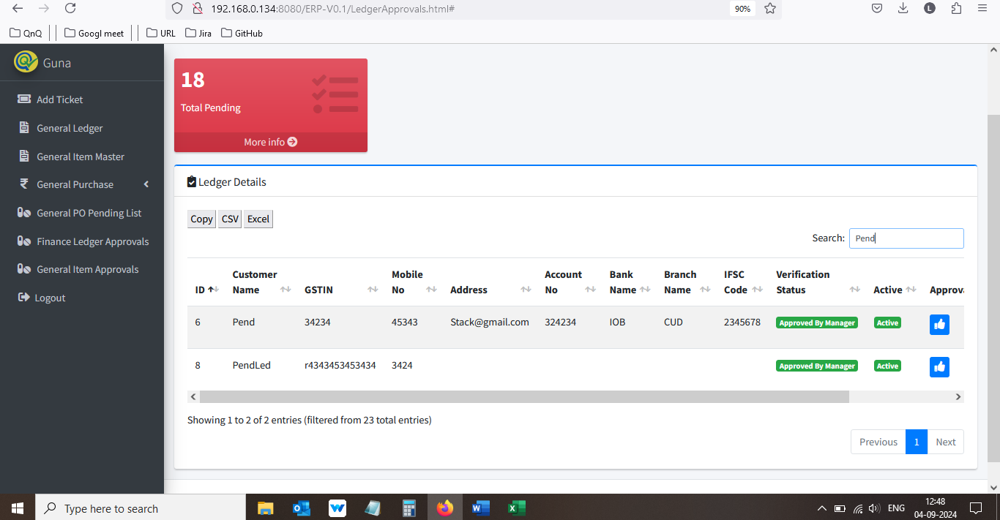 192.168.0.134:8080/ERP-V0.1/LedgerApprovals.html#
90%
L
QnQ
Googl meet
URL
Jira
GitHub
Guna
Add Ticket
General Ledger
General Item Master
General Purchase
General PO Pending List
Finance Ledger Approvals
General Item Approvals
Logout
18
Total Pending
More info
Ledger Details
Copy CSV Excel
Search: Pend
ID Customer Name GSTIN Mobile No Address Account No Bank Name Branch Name IFSC Code Verification Status Active Approva
6 Pend 34234 45343 Stack@gmail.com 324234 IOB CUD 2345678 Approved By Manager Active
8 PendLed r4343453453434 3424 Approved By Manager Active
Showing 1 to 2 of 2 entries (filtered from 23 total entries)
Previous 1 Next
Type here to search
ENG
12:48
04-09-2024